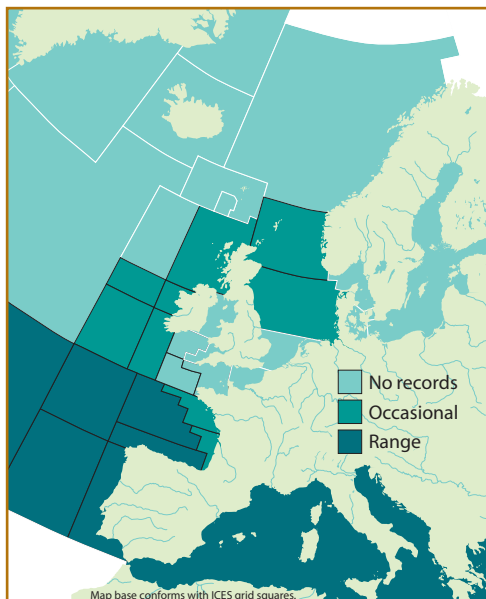 No records
Occasional
Range
Map base conforms with ICES grid squares.